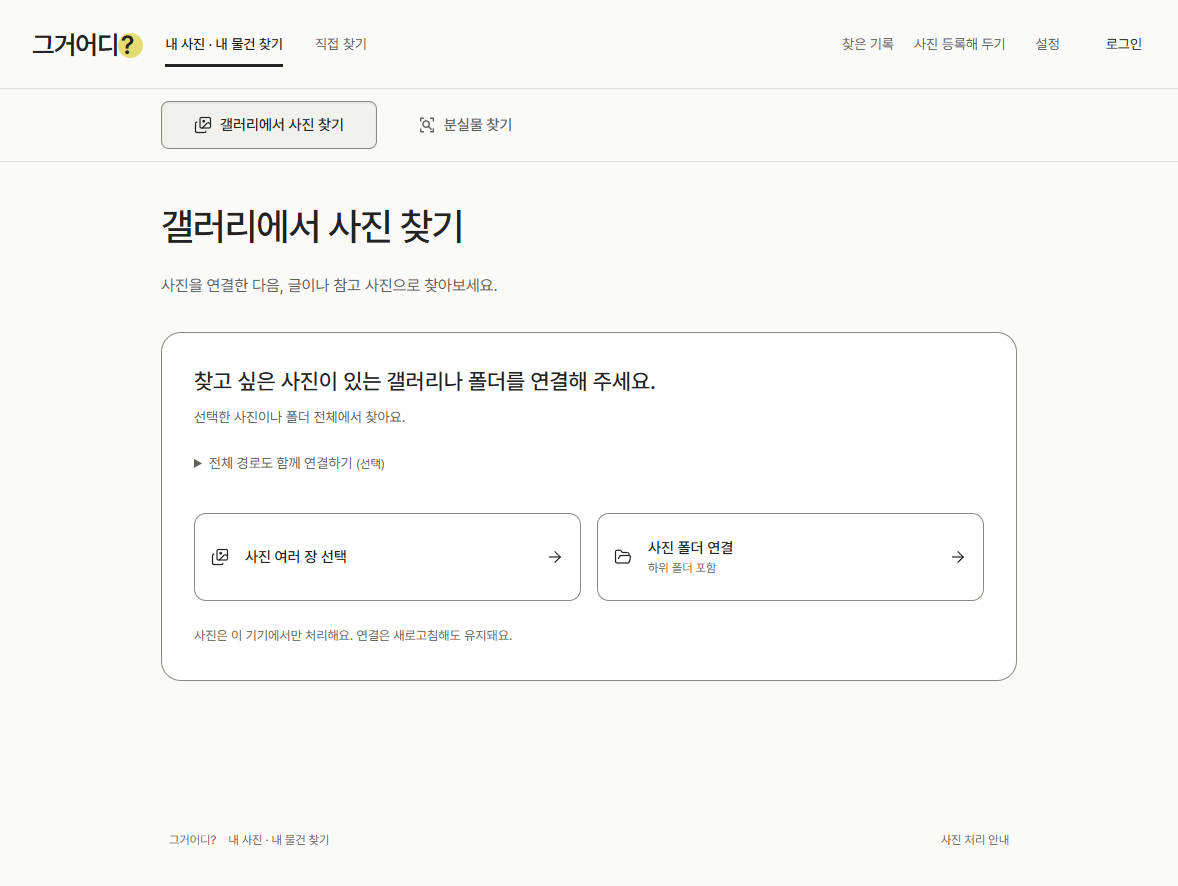 그거어디?
내 사진 · 내 물건 찾기
직접 찾기
찾은 기록
사진 등록해 두기
설정
로그인
갤러리에서 사진 찾기
분실물 찾기
갤러리에서 사진 찾기
사진을 연결한 다음, 글이나 참고 사진으로 찾아보세요.
찾고 싶은 사진이 있는 갤러리나 폴더를 연결해 주세요.
선택한 사진이나 폴더 전체에서 찾아요.
▶ 전체 경로도 함께 연결하기 (선택)
사진 여러 장 선택
사진 폴더 연결
하위 폴더 포함
사진은 이 기기에서만 처리해요. 연결은 새로고침해도 유지돼요.
그거어디?
내 사진 · 내 물건 찾기
사진 처리 안내